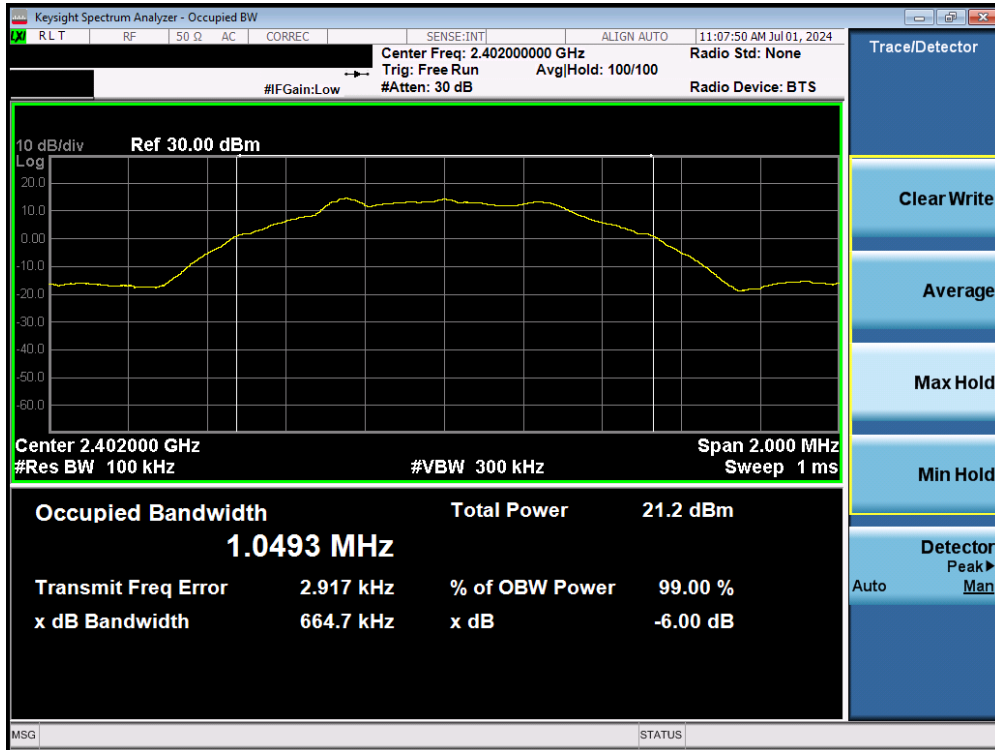 Keysight Spectrum Analyzer - Occupied BW
LXI RLT RF 50 Ω AC CORREC SENSE:INT ALIGN AUTO 11:07:50 AM Jul 01, 2024
Center Freq: 2.402000000 GHz Radio Std: None
Trig: Free Run Avg|Hold: 100/100
#IFGain:Low #Atten: 30 dB Radio Device: BTS
Trace/Detector
10 dB/div Ref 30.00 dBm
Log
20.0
10.0
0.00
-10.0
-20.0
-30.0
-40.0
-50.0
-60.0
Center 2.402000 GHz Span 2.000 MHz
#Res BW 100 kHz #VBW 300 kHz Sweep 1 ms
Occupied Bandwidth Total Power 21.2 dBm
1.0493 MHz
Transmit Freq Error 2.917 kHz % of OBW Power 99.00 %
x dB Bandwidth 664.7 kHz x dB -6.00 dB
Clear Write
Average
Max Hold
Min Hold
Detector
Peak▶
Auto Man
MSG STATUS